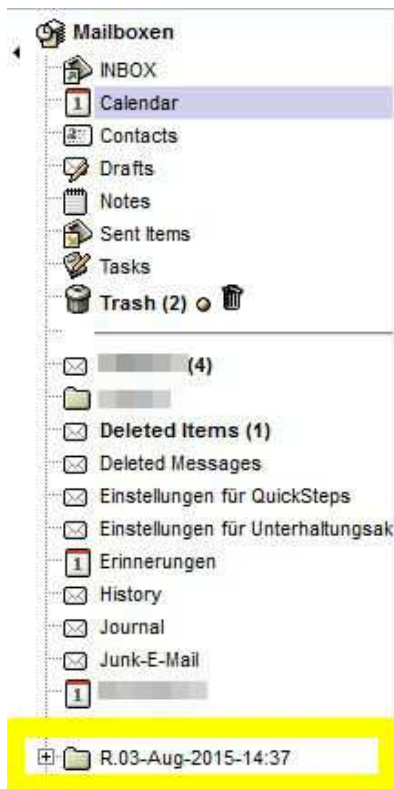 Mailboxen
INBOX
Calendar
Contacts
Drafts
Notes
Sent Items
Tasks
Trash (2)
(4)
Deleted Items (1)
Deleted Messages
Einstellungen für QuickSteps
Einstellungen für Unterhaltungsak
Erinnerungen
History
Journal
Junk-E-Mail
R.03-Aug-2015-14:37